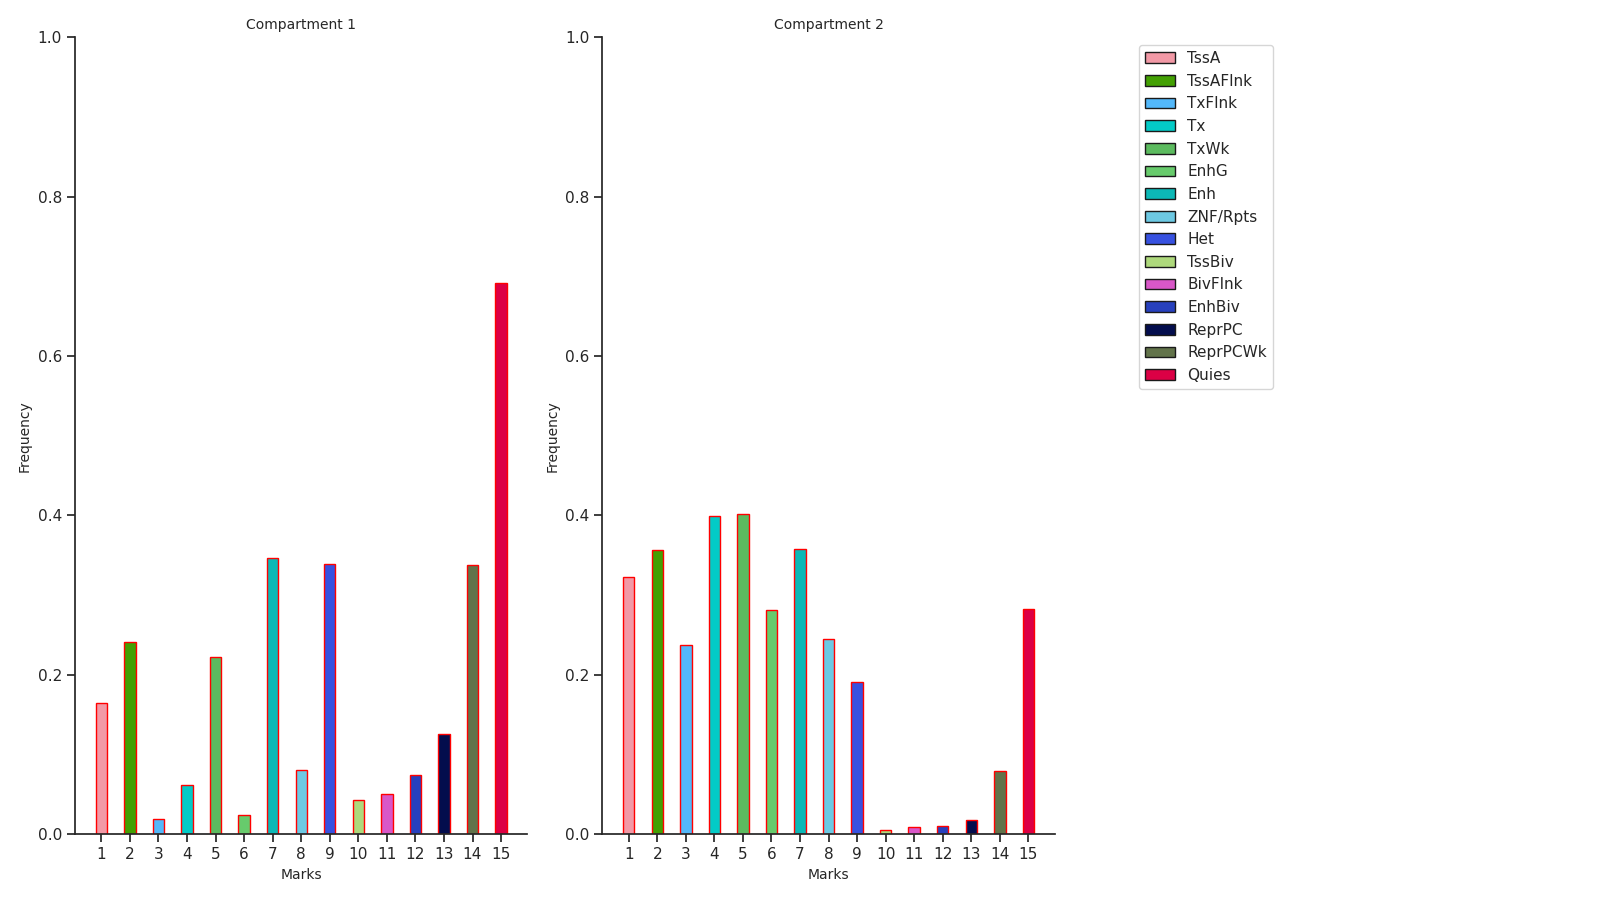 Compartment 1
1.0
0.8
0.6
0.4
0.2
0.0
Frequency
1 2 3 4 5 6 7 8 9 10 11 12 13 14 15
Marks
Compartment 2
1.0
0.8
0.6
0.4
0.2
0.0
Frequency
1 2 3 4 5 6 7 8 9 10 11 12 13 14 15
Marks
TssA
TssAFlnk
TxFlnk
Tx
TxWk
EnhG
Enh
ZNF/Rpts
Het
TssBiv
BivFlnk
EnhBiv
ReprPC
ReprPCWk
Quies